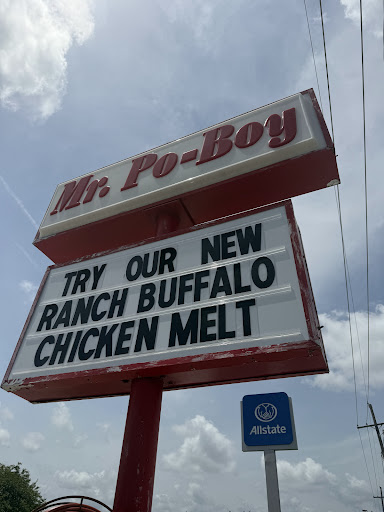 Mr. Po-Boy
TRY OUR NEW
RANCH BUFFALO
CHICKEN MELT
Allstate